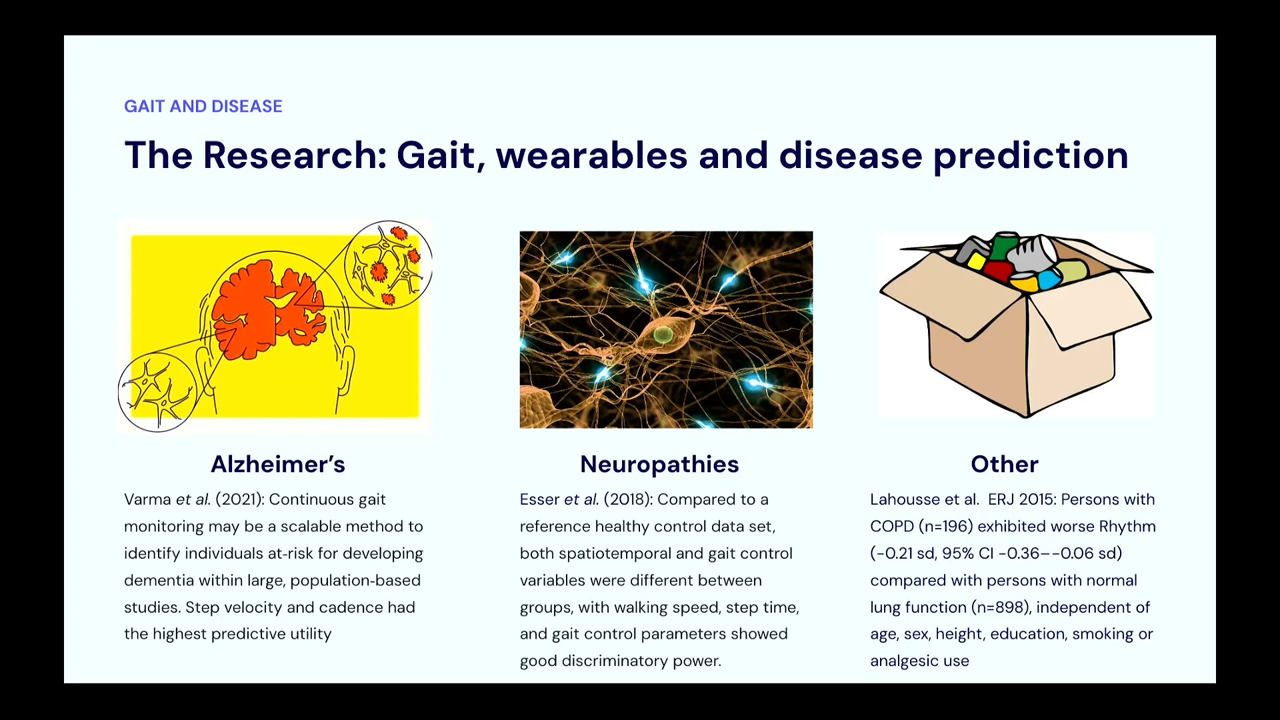 GAIT AND DISEASE
The Research: Gait, wearables and disease prediction
Alzheimer’s
Varma et al. (2021): Continuous gait
monitoring may be a scalable method to
identify individuals at-risk for developing
dementia within large, population-based
studies. Step velocity and cadence had
the highest predictive utility
Neuropathies
Esser et al. (2018): Compared to a
reference healthy control data set,
both spatiotemporal and gait control
variables were different between
groups, with walking speed, step time,
and gait control parameters showed
good discriminatory power.
Other
Lahousse et al.  ERJ 2015: Persons with
COPD (n=196) exhibited worse Rhythm
(-0.21 sd, 95% CI -0.36–-0.06 sd)
compared with persons with normal
lung function (n=898), independent of
age, sex, height, education, smoking or
analgesic use